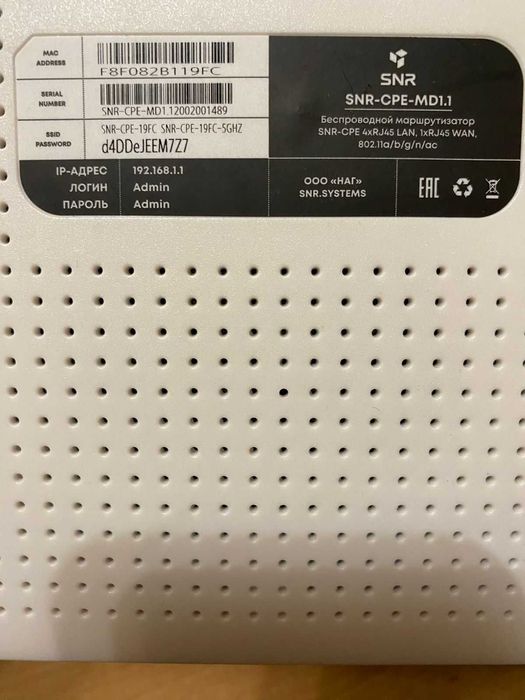 MAC
ADDRESS
F8F082B119FC
SERIAL
NUMBER
SNR-CPE-MD1.12002001489
SSID
PASSWORD
SNR-CPE-19FC SNR-CPE-19FC-5GHZ
d4DDeJEEM7Z7
SNR
SNR-CPE-MD1.1
Беспроводной маршрутизатор
SNR-CPE 4xRJ45 LAN, 1xRJ45 WAN,
802.11a/b/g/n/ac
IP-АДРЕС 192.168.1.1
ЛОГИН Admin
ПАРОЛЬ Admin
ООО «НАГ»
SNR.SYSTEMS
EAC